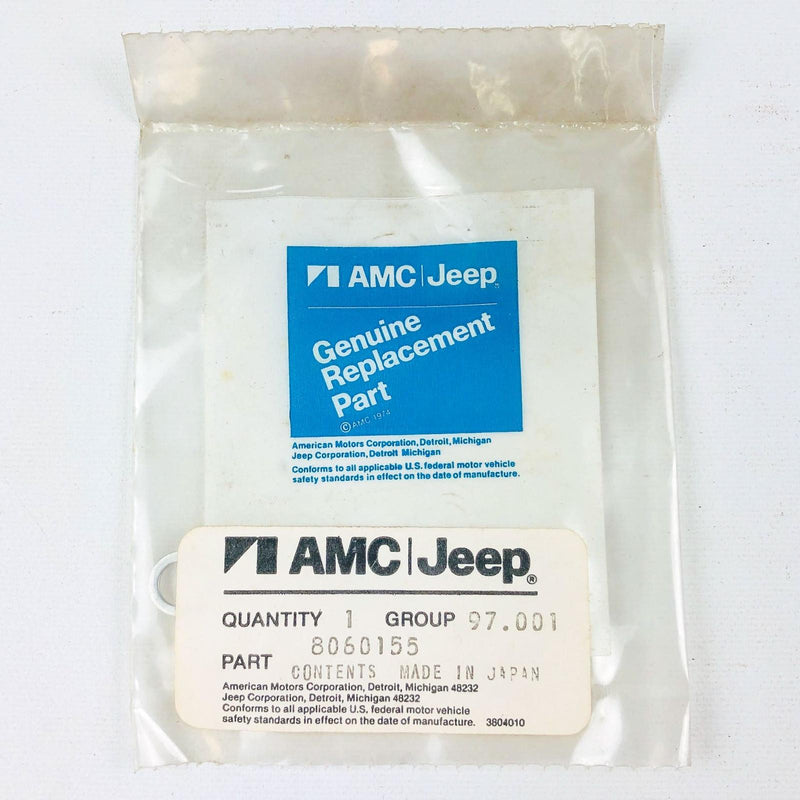 AMC|Jeep
Genuine
Replacement
Part
©AMC 1974
American Motors Corporation, Detroit, Michigan
Jeep Corporation, Detroit Michigan
Conforms to all applicable U.S. federal motor vehicle
safety standards in effect on the date of manufacture.
AMC|Jeep®
QUANTITY 1 GROUP 97.001
8060155
PART CONTENTS MADE IN JAPAN
American Motors Corporation, Detroit, Michigan 48232
Jeep Corporation, Detroit, Michigan 48232
Conforms to all applicable U.S. federal motor vehicle
safety standards in effect on the date of manufacture. 3804010